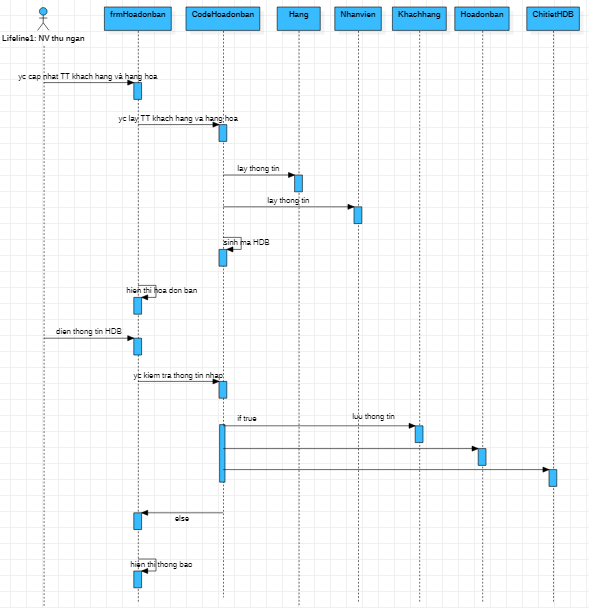 frmHoadonban
CodeHoadonban
Hang
Nhanvien
Khachhang
Hoadonban
ChitietHDB
Lifeline1: NV thu ngan
yc cap nhat TT khach hang và hang hoa
yc lay TT khach hang va hang hoa
lay thong tin
lay thong tin
sinh ma HDB
hien thi hoa don ban
dien thong tin HDB
yc kiem tra thong tin nhap
if true
luu thong tin
else
hien thi thong bao